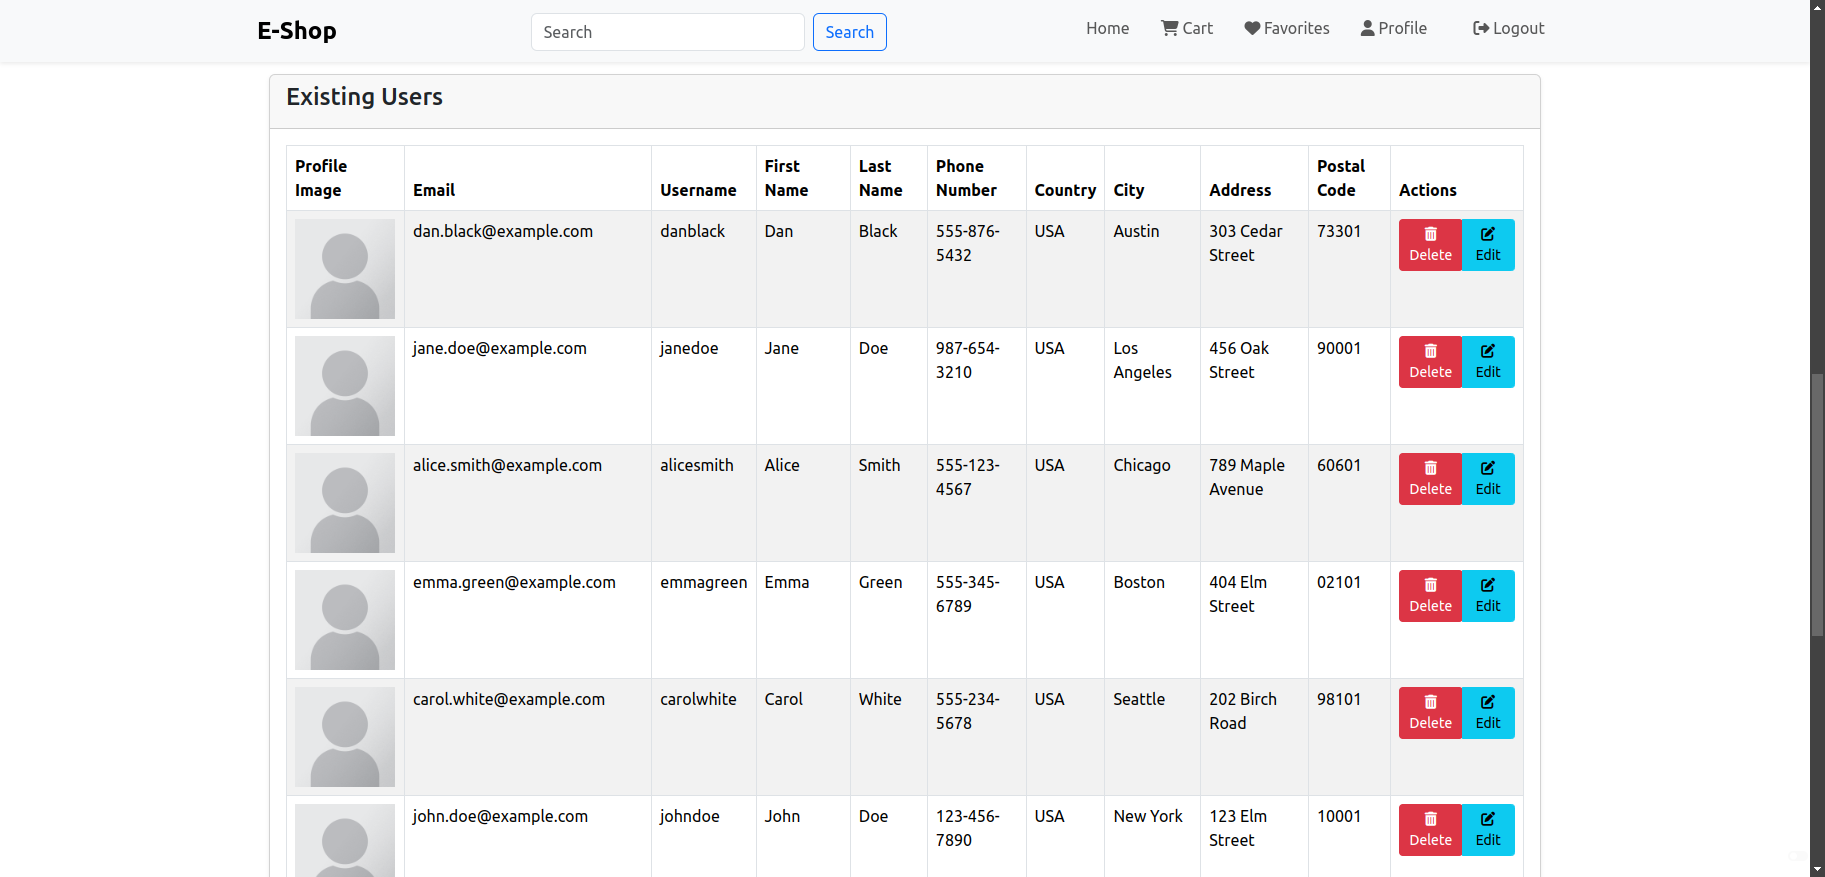 E-Shop Search Search Home Cart Favorites Profile Logout
Existing Users
Profile First Last Phone Postal
Image Email Username Name Name Number Country City Address Code Actions
dan.black@example.com danblack Dan Black 555-876- USA Austin 303 Cedar 73301
5432 Street Delete Edit
jane.doe@example.com janedoe Jane Doe 987-654- USA Los 456 Oak 90001
3210 Angeles Street Delete Edit
alice.smith@example.com alicesmith Alice Smith 555-123- USA Chicago 789 Maple 60601
4567 Avenue Delete Edit
emma.green@example.com emmagreen Emma Green 555-345- USA Boston 404 Elm 02101
6789 Street Delete Edit
carol.white@example.com carolwhite Carol White 555-234- USA Seattle 202 Birch 98101
5678 Road Delete Edit
john.doe@example.com johndoe John Doe 123-456- USA New York 123 Elm 10001
7890 Street Delete Edit